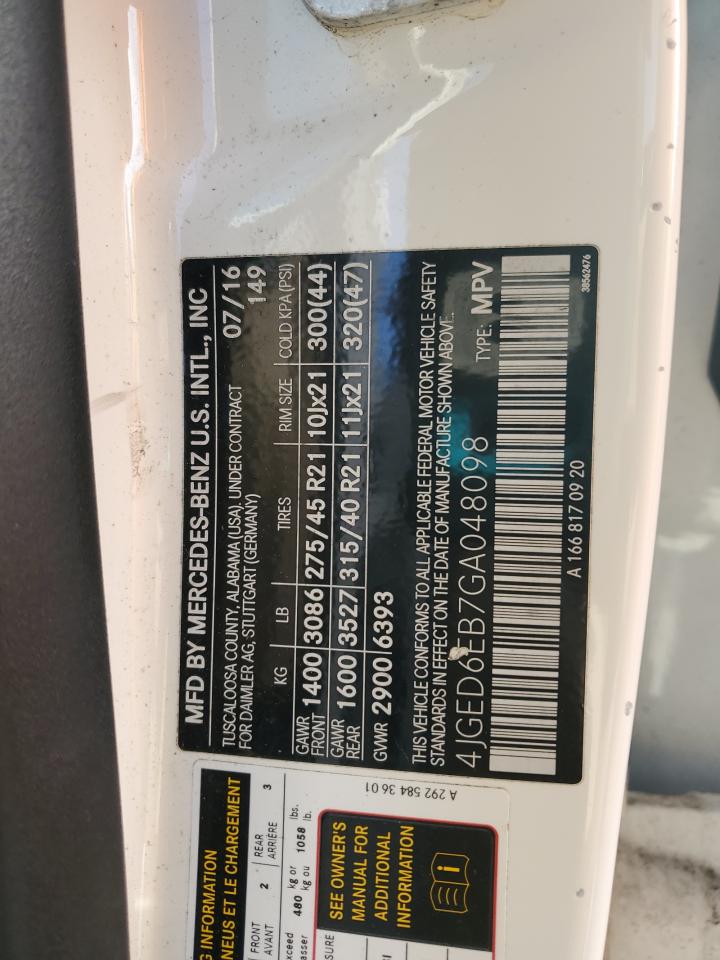 MFD BY MERCEDES-BENZ U.S. INTL., INC
TUSCALOOSA COUNTY, ALABAMA (USA), UNDER CONTRACT 07/16
FOR DAIMLER AG, STUTTGART (GERMANY) 149
KG LB TIRES RIM SIZE COLD KPA (PSI)
GAWR FRONT 1400 3086 275/45 R21 10Jx21 300(44)
GAWR REAR 1600 3527 315/40 R21 11Jx21 320(47)
GWR 2900 6393
THIS VEHICLE CONFORMS TO ALL APPLICABLE FEDERAL MOTOR VEHICLE SAFETY
STANDARDS IN EFFECT ON THE DATE OF MANUFACTURE SHOWN ABOVE.
4JGED6EB7GA048098 TYPE: MPV
A 166 817 09 20 38562476
G INFORMATION
NEUS ET LE CHARGEMENT
FRONT AVANT 2 REAR ARRIÈRE 3
xceed 480 kg or 1058 lbs.
asser kg ou lb.
SURE
SEE OWNER'S
MANUAL FOR
ADDITIONAL
INFORMATION
A 292 584 36 01